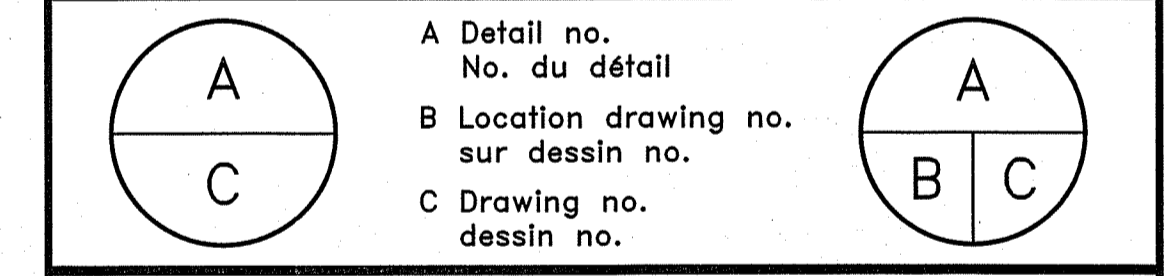 A
C
A Detail no.
No. du détail
B Location drawing no.
sur dessin no.
C Drawing no.
dessin no.
A
B C